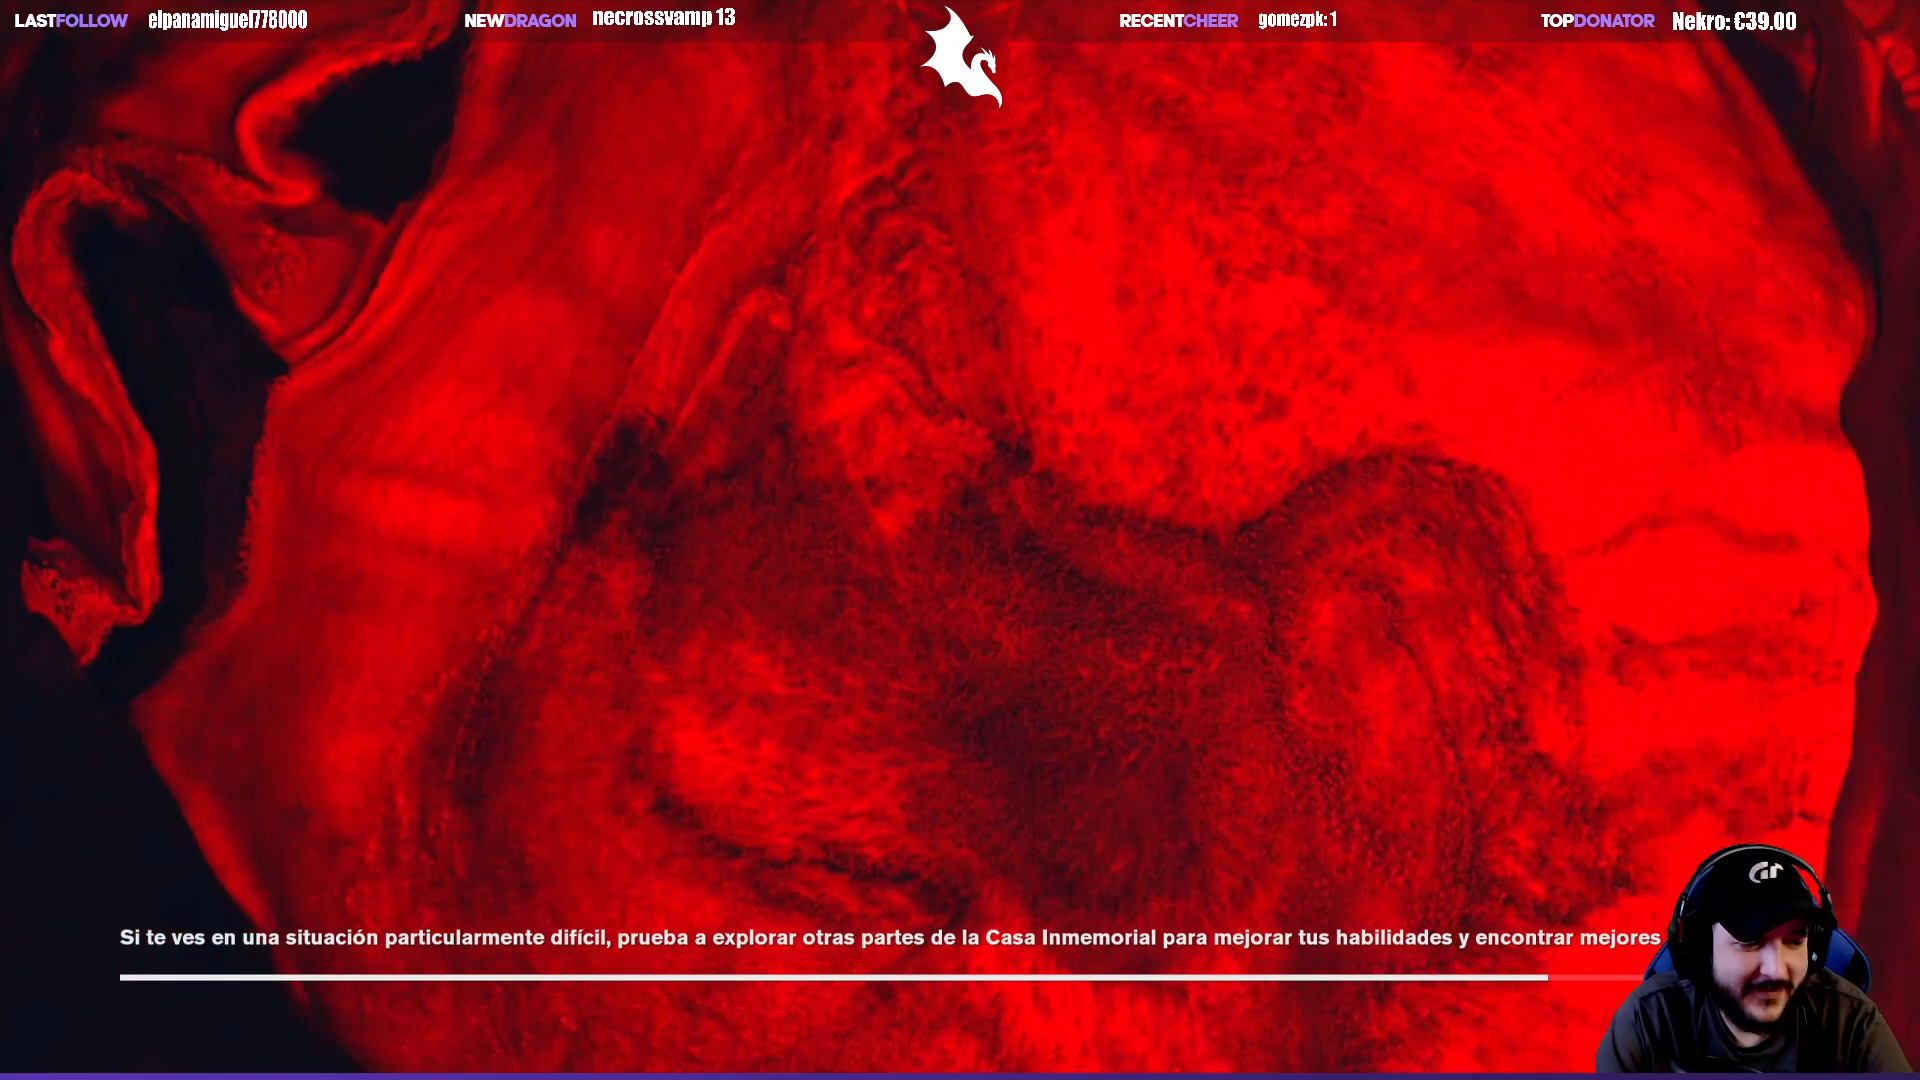 LASTFOLLOW elpanamiguel778000 NEWDRAGON necrossvamp 13 RECENTCHEER gomezpk: 1 TOPDONATOR Nekro: €39.00
Si te ves en una situación particularmente difícil, prueba a explorar otras partes de la Casa Inmemorial para mejorar tus habilidades y encontrar mejores